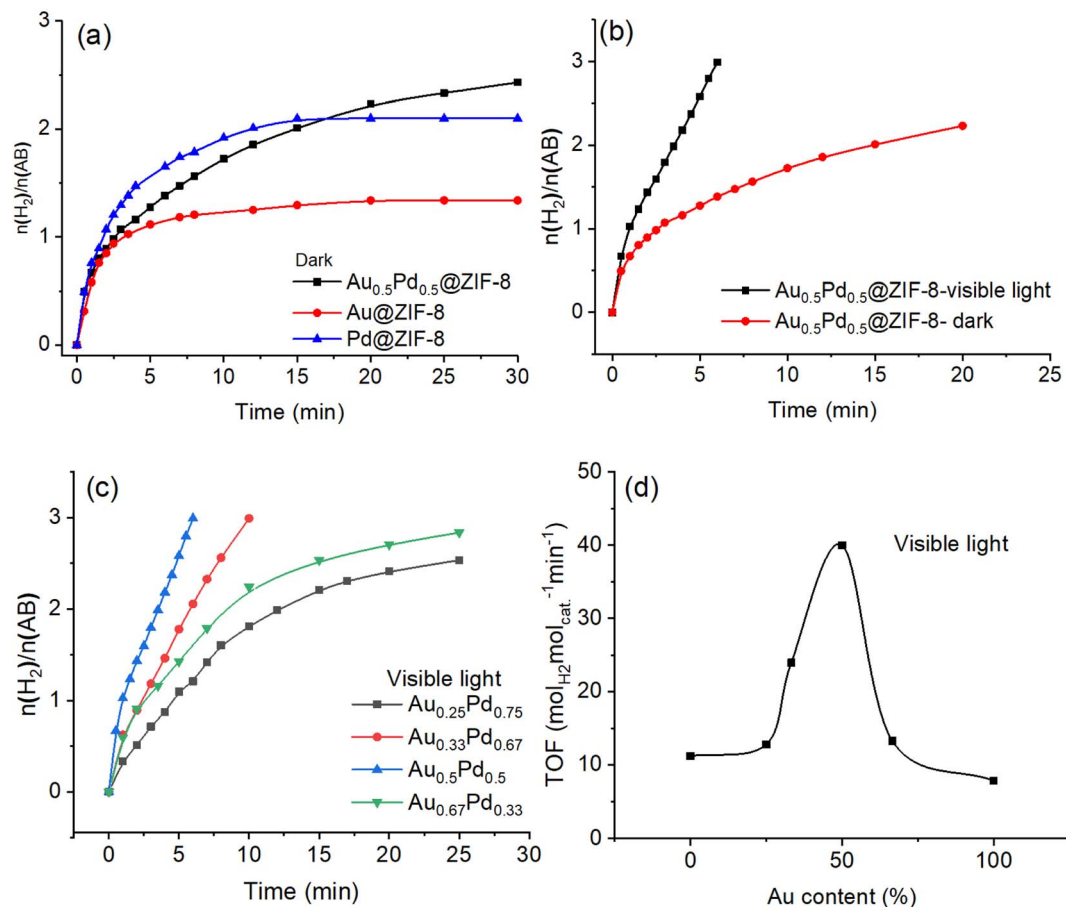 (a)
n(H₂)/n(AB)
3
2
1
0
Dark
Au₀.₅Pd₀.₅@ZIF-8
Au@ZIF-8
Pd@ZIF-8
0 5 10 15 20 25 30
Time (min)
(b)
n(H₂)/n(AB)
3
2
1
0
Au₀.₅Pd₀.₅@ZIF-8-visible light
Au₀.₅Pd₀.₅@ZIF-8- dark
0 5 10 15 20 25
Time (min)
(c)
n(H₂)/n(AB)
3
2
1
0
Visible light
Au₀.₂₅Pd₀.₇₅
Au₀.₃₃Pd₀.₆₇
Au₀.₅Pd₀.₅
Au₀.₆₇Pd₀.₃₃
0 5 10 15 20 25 30
Time (min)
(d)
TOF (mol_H2 mol_cat.⁻¹min⁻¹)
50
40
30
20
10
0
Visible light
0 50 100
Au content (%)